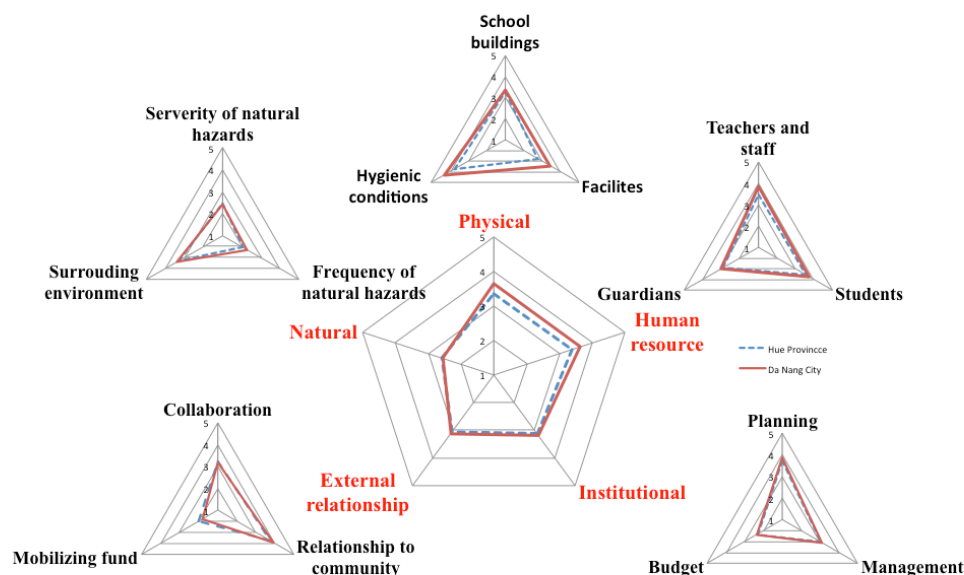 School
buildings
5
4
3
2
1
Hygienic
conditions
Facilites
Serverity of natural
hazards
5
4
3
2
1
Surrouding
environment
Frequency of
natural hazards
Teachers and
staff
5
4
3
2
1
Guardians
Students
Physical
5
4
3
2
1
Natural
Human
resource
External
relationship
Institutional
Hue Provincce
Da Nang City
Collaboration
5
4
3
2
1
Mobilizing fund
Relationship to
community
Planning
5
4
3
2
1
Budget
Management